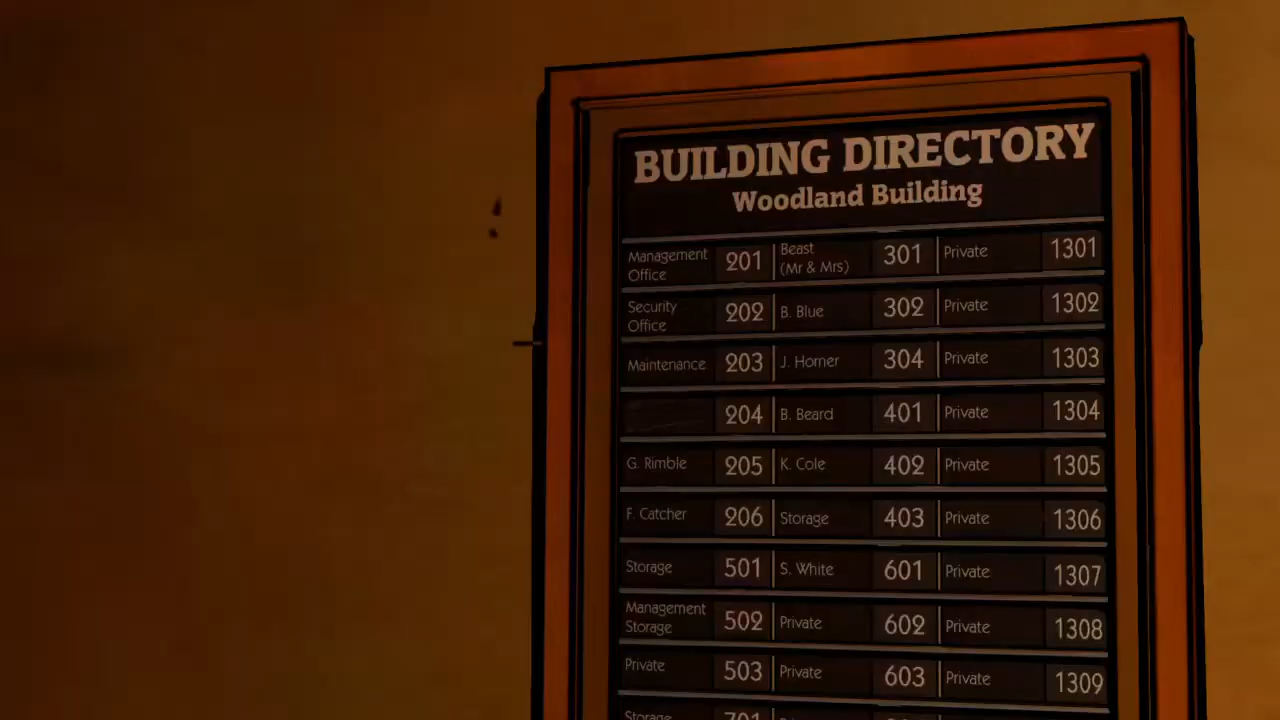 BUILDING DIRECTORY
Woodland Building
Management Office 201 Beast (Mr & Mrs) 301 Private 1301
Security Office 202 B. Blue 302 Private 1302
Maintenance 203 J. Horner 304 Private 1303
204 B. Beard 401 Private 1304
G. Rimble 205 K. Cole 402 Private 1305
F. Catcher 206 Storage 403 Private 1306
Storage 501 S. White 601 Private 1307
Management Storage 502 Private 602 Private 1308
Private 503 Private 603 Private 1309
Storage 701